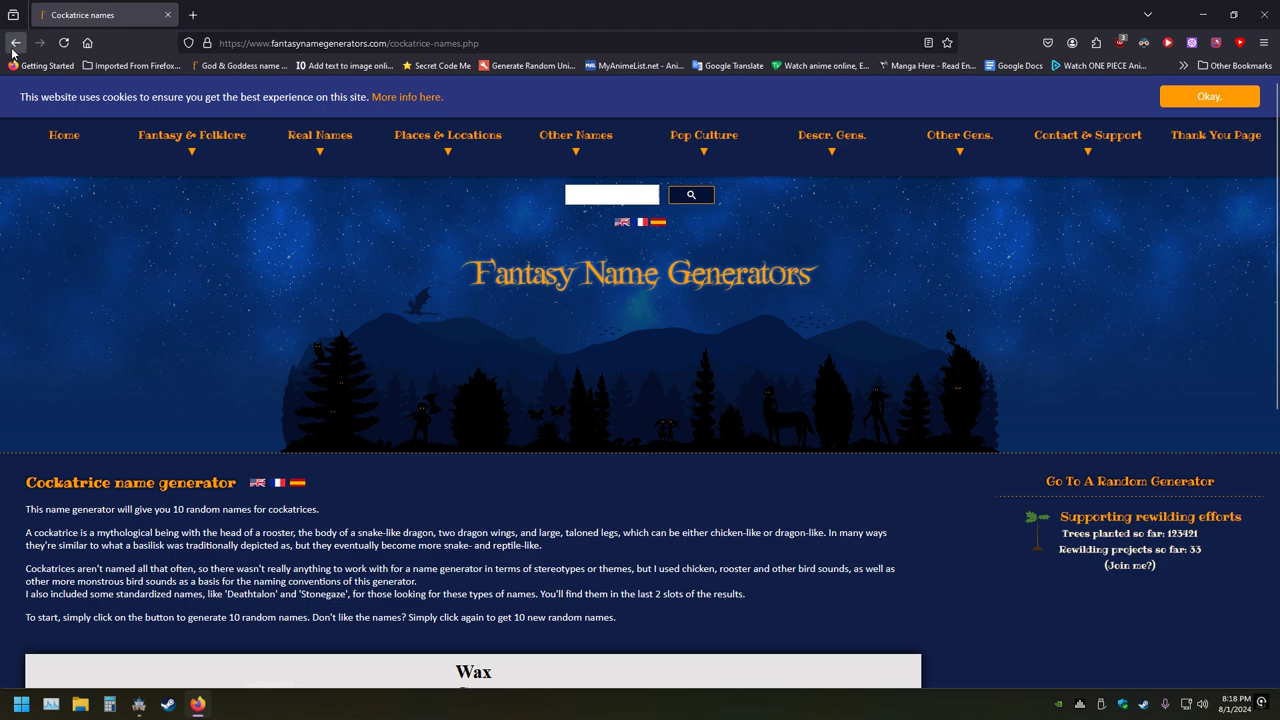 Cockatrice names
https://www.fantasynamegenerators.com/cockatrice-names.php
3
Getting Started
Imported From Firefox...
God & Goddess name ...
Add text to image onli...
Secret Code Me
Generate Random Uni...
MyAnimeList.net - Ani...
Google Translate
Watch anime online, E...
Manga Here - Read En...
Google Docs
Watch ONE PIECE Ani...
Other Bookmarks
This website uses cookies to ensure you get the best experience on this site. More info here.
Okay.
Home
Fantasy & Folklore
Real Names
Places & Locations
Other Names
Pop Culture
Descr. Gens.
Other Gens.
Contact & Support
Thank You Page
Fantasy Name Generators
Cockatrice name generator
This name generator will give you 10 random names for cockatrices.
A cockatrice is a mythological being with the head of a rooster, the body of a snake-like dragon, two dragon wings, and large, taloned legs, which can be either chicken-like or dragon-like. In many ways
they're similar to what a basilisk was traditionally depicted as, but they eventually become more snake- and reptile-like.
Cockatrices aren't named all that often, so there wasn't really anything to work with for a name generator in terms of stereotypes or themes, but I used chicken, rooster and other bird sounds, as well as
other more monstrous bird sounds as a basis for the naming conventions of this generator.
I also included some standardized names, like 'Deathtalon' and 'Stonegaze', for those looking for these types of names. You'll find them in the last 2 slots of the results.
To start, simply click on the button to generate 10 random names. Don't like the names? Simply click again to get 10 new random names.
Wax
Go To A Random Generator
Supporting rewilding efforts
Trees planted so far: 123421
Rewilding projects so far: 33
(Join me?)
8:18 PM
8/1/2024